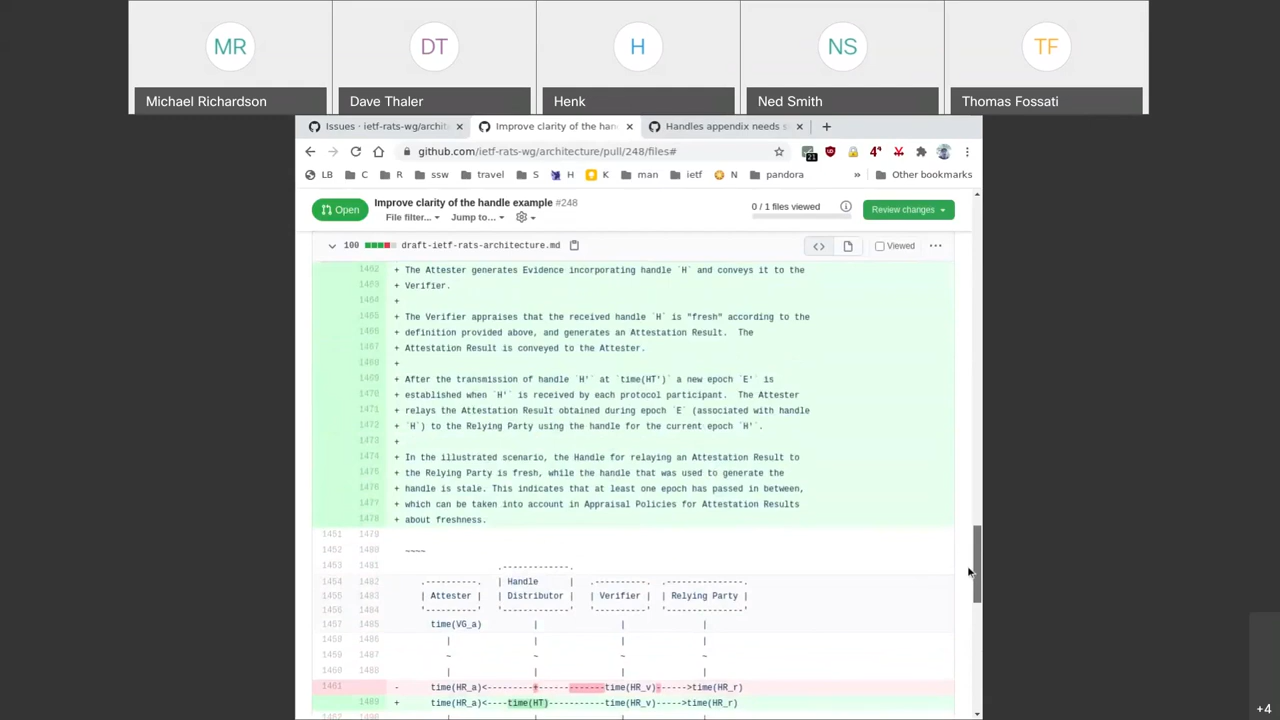 MR
DT
H
NS
TF
Michael Richardson
Dave Thaler
Henk
Ned Smith
Thomas Fossati
Issues · ietf-rats-wg/archit
Improve clarity of the han
Handles appendix needs
github.com/ietf-rats-wg/architecture/pull/248/files#
21
LB C R ssw travel S H K man ietf N pandora » Other bookmarks
Open
Improve clarity of the handle example #248
File filter... Jump to...
0 / 1 files viewed
Review changes
100 draft-ietf-rats-architecture.md
Viewed
1462 + The Attester generates Evidence incorporating handle `H` and conveys it to the
1463 + Verifier.
1464 +
1465 + The Verifier appraises that the received handle `H` is "fresh" according to the
1466 + definition provided above, and generates an Attestation Result. The
1467 + Attestation Result is conveyed to the Attester.
1468 +
1469 + After the transmission of handle `H'` at `time(HT')` a new epoch `E'` is
1470 + established when `H'` is received by each protocol participant. The Attester
1471 + relays the Attestation Result obtained during epoch `E` (associated with handle
1472 + `H`) to the Relying Party using the handle for the current epoch `H'`.
1473 +
1474 + In the illustrated scenario, the Handle for relaying an Attestation Result to
1475 + the Relying Party is fresh, while the handle that was used to generate the
1476 + handle is stale. This indicates that at least one epoch has passed in between,
1477 + which can be taken into account in Appraisal Policies for Attestation Results
1478 + about freshness.
1451 1479
1452 1480 ~~~~
1453 1481 .-------------.
1454 1482 .----------. | Handle | .----------. .---------------.
1455 1483 | Attester | | Distributor | | Verifier | | Relying Party |
1456 1484 '----------' '-------------' '----------' '---------------'
1457 1485 time(VG_a) | | |
1458 1486 | | | |
1459 1487 ~ ~ ~ ~
1460 1488 | | | |
1461 - time(HR_a)<---------+-------------time(HR_v)------>time(HR_r)
1489 + time(HR_a)<----time(HT)-----------time(HR_v)----->time(HR_r)
+4